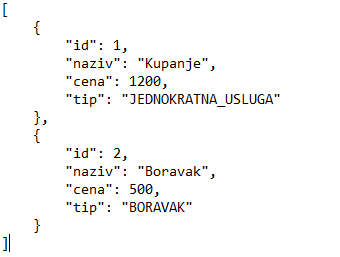 [
    {
        "id": 1,
        "naziv": "Kupanje",
        "cena": 1200,
        "tip": "JEDNOKRATNA_USLUGA"
    },
    {
        "id": 2,
        "naziv": "Boravak",
        "cena": 500,
        "tip": "BORAVAK"
    }
]